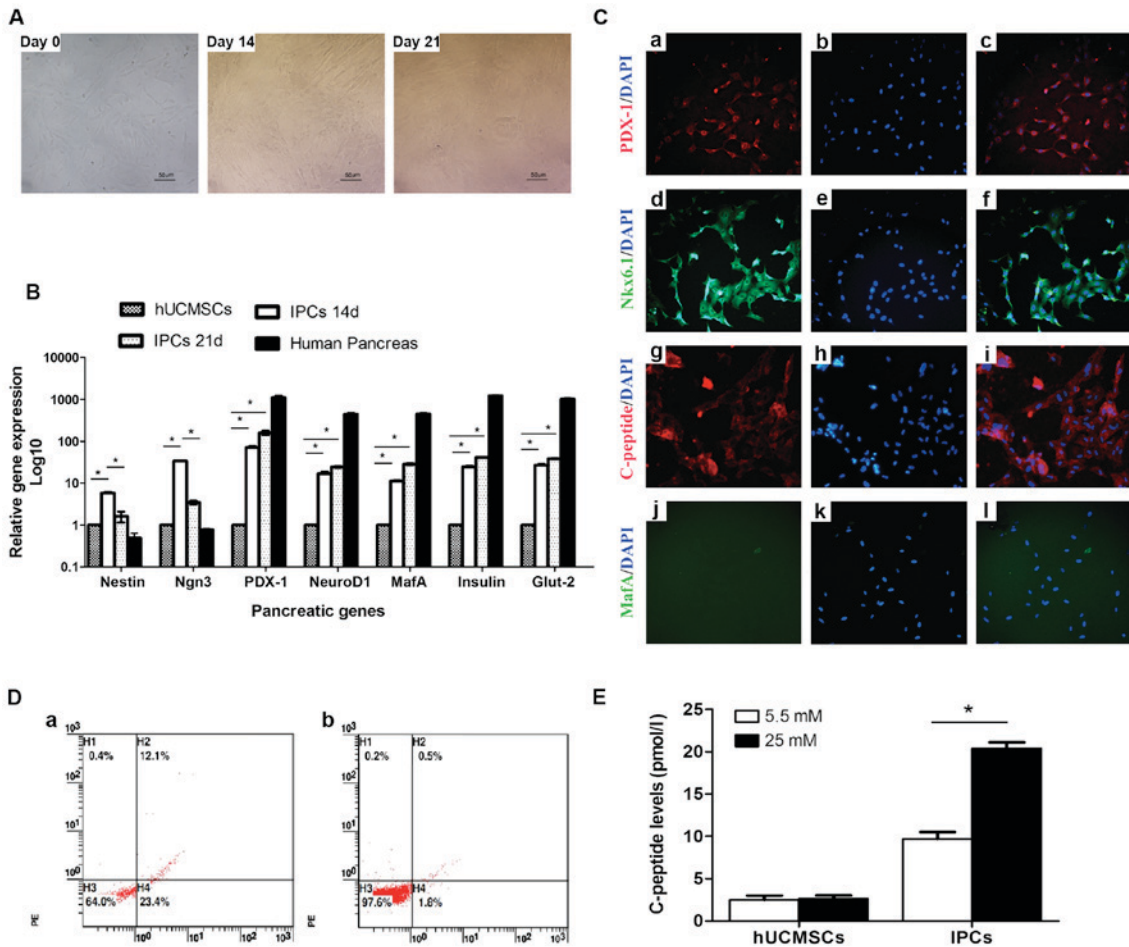 A
Day 0
Day 14
Day 21
50μm
50μm
50μm
B
hUCMSCs
IPCs 14d
IPCs 21d
Human Pancreas
Relative gene expression
Log10
10000
1000
100
10
1
0.1
* * * * * * * * * * * * * *
Nestin Ngn3 PDX-1 NeuroD1 MafA Insulin Glut-2
Pancreatic genes
C
PDX-1/DAPI
a b c
Nkx6.1/DAPI
d e f
C-peptide/DAPI
g h i
MafA/DAPI
j k l
D
a
10³
10²
10¹
10⁰
PE
H1
0.4%
H2
12.1%
H3
64.0%
H4
23.4%
10⁰ 10¹ 10² 10³
b
10³
10²
10¹
10⁰
PE
H1
0.2%
H2
0.5%
H3
97.6%
H4
1.8%
10⁰ 10¹ 10² 10³
E
C-peptide levels (pmol/l)
25
20
15
10
5
0
5.5 mM
25 mM
*
hUCMSCs IPCs